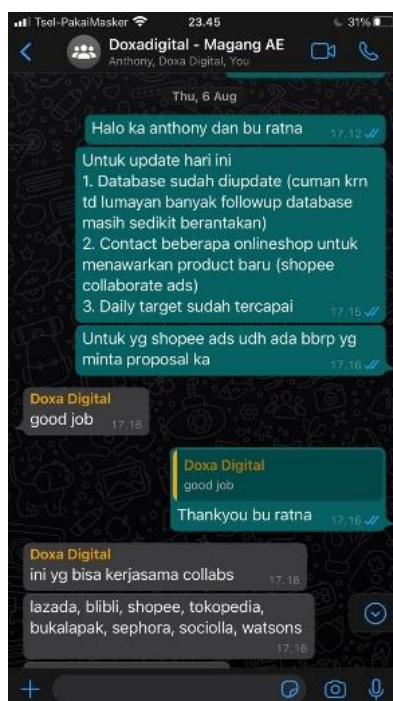 Tsel-PakaiMasker 23.45 31%
Doxadigital - Magang AE
Anthony, Doxa Digital, You
Thu, 6 Aug
Halo ka anthony dan bu ratna 17.12
Untuk update hari ini
1. Database sudah diupdate (cuman krn
td lumayan banyak followup database
masih sedikit berantakan)
2. Contact beberapa onlineshop untuk
menawarkan product baru (shopee
collaborate ads)
3. Daily target sudah tercapai 17.15
Untuk yg shopee ads udh ada bbrp yg
minta proposal ka 17.16
Doxa Digital
good job 17.16
Doxa Digital
good job
Thankyou bu ratna 17.16
Doxa Digital
ini yg bisa kerjasama collabs 17.16
lazada, blibli, shopee, tokopedia,
bukalapak, sephora, sociolla, watsons
17.16